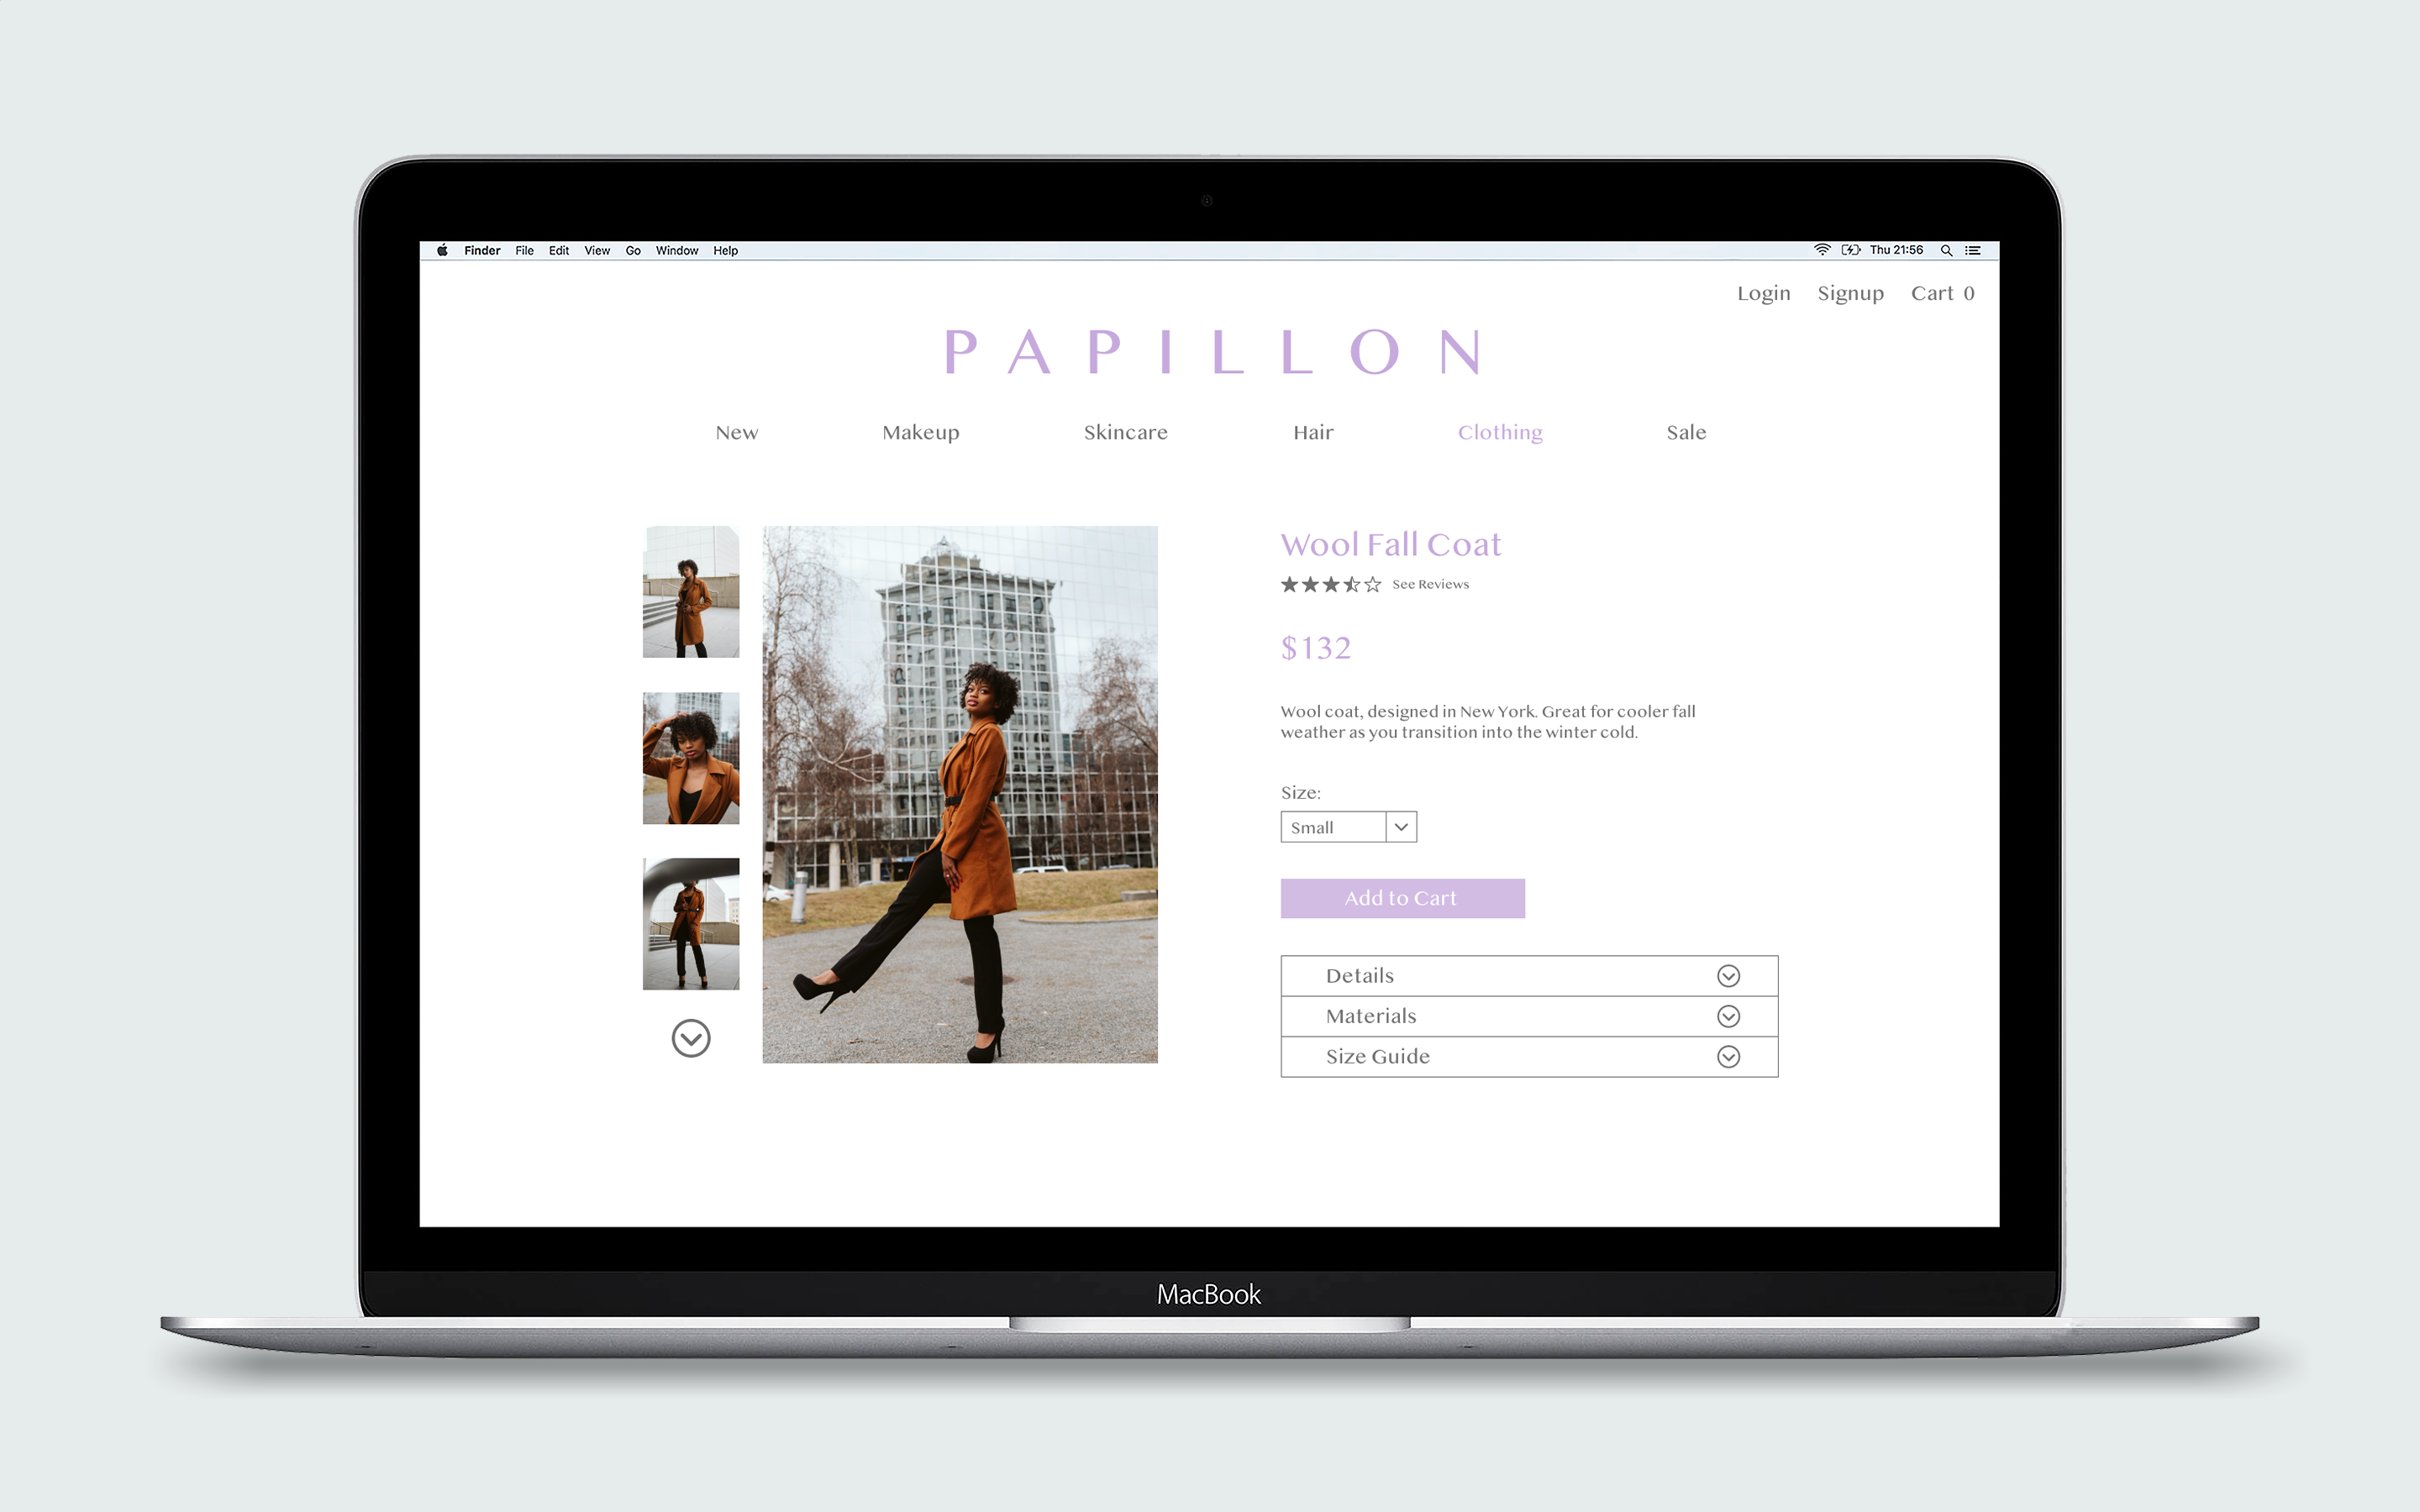 Finder File Edit View Go Window Help Thu 21:56
Login Signup Cart 0
PAPILLON
New Makeup Skincare Hair Clothing Sale
Wool Fall Coat
See Reviews
$132
Wool coat, designed in New York. Great for cooler fall
weather as you transition into the winter cold.
Size:
Small
Add to Cart
Details
Materials
Size Guide
MacBook